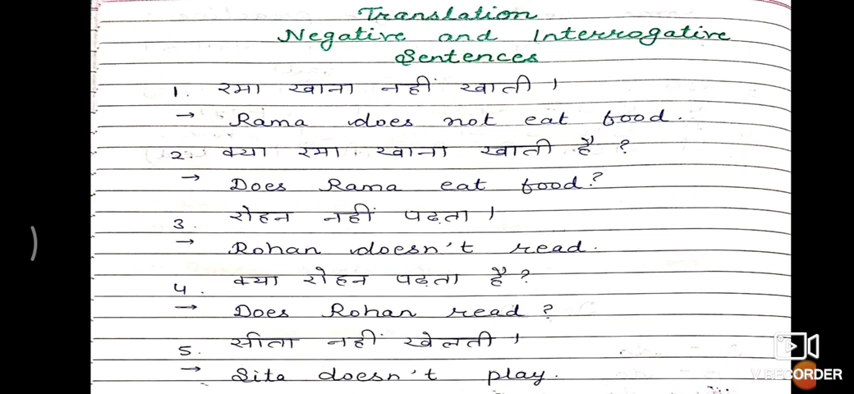 Translation
Negative and Interrogative
Sentences
1. रमा खाना नहीं खाती ।
→ Rama does not eat food.
2. क्या रमा खाना खाती है ?
→ Does Rama eat food?
3. रोहन नहीं पढ़ता ।
→ Rohan doesn't read.
4. क्या रोहन पढ़ता है ?
→ Does Rohan read ?
5. सीता नहीं खेलती ।
→ Sita doesn't play.
V.RECORDER